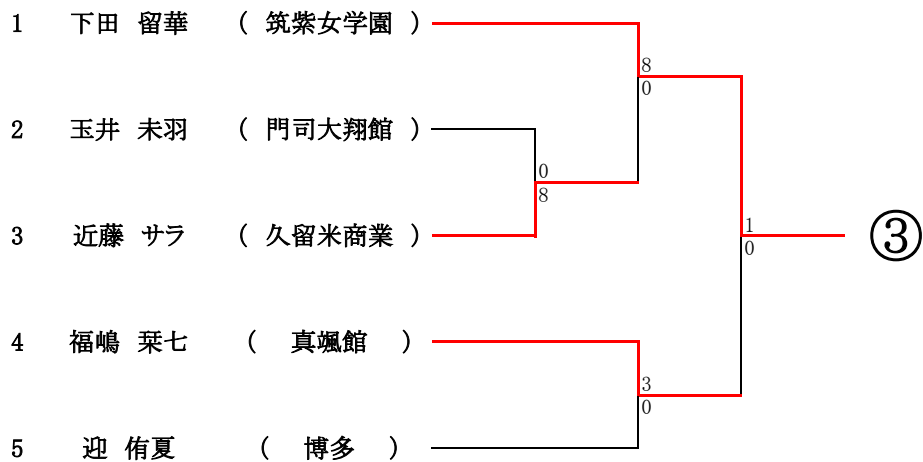 1 下田 留華 ( 筑紫女学園 )
8
0
2 玉井 未羽 ( 門司大翔館 )
0
8
3 近藤 サラ ( 久留米商業 )
1
0
③
4 福嶋 栞七 ( 真颯館 )
3
0
5 迎 侑夏 ( 博多 )